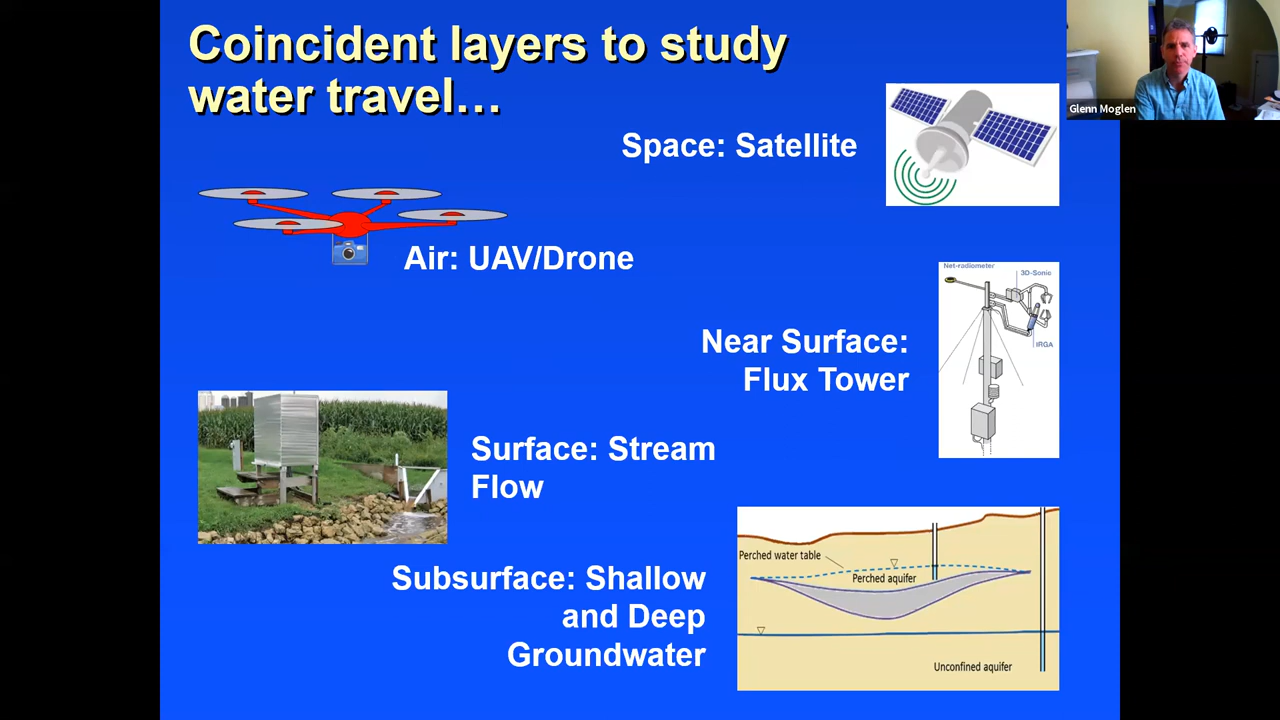 Coincident layers to study
water travel…
Glenn Moglen
Space: Satellite
Air: UAV/Drone
Net-radiometer
3D-Sonic
IRGA
Near Surface:
Flux Tower
Surface: Stream
Flow
Subsurface: Shallow
and Deep
Groundwater
Perched water table
Perched aquifer
Unconfined aquifer